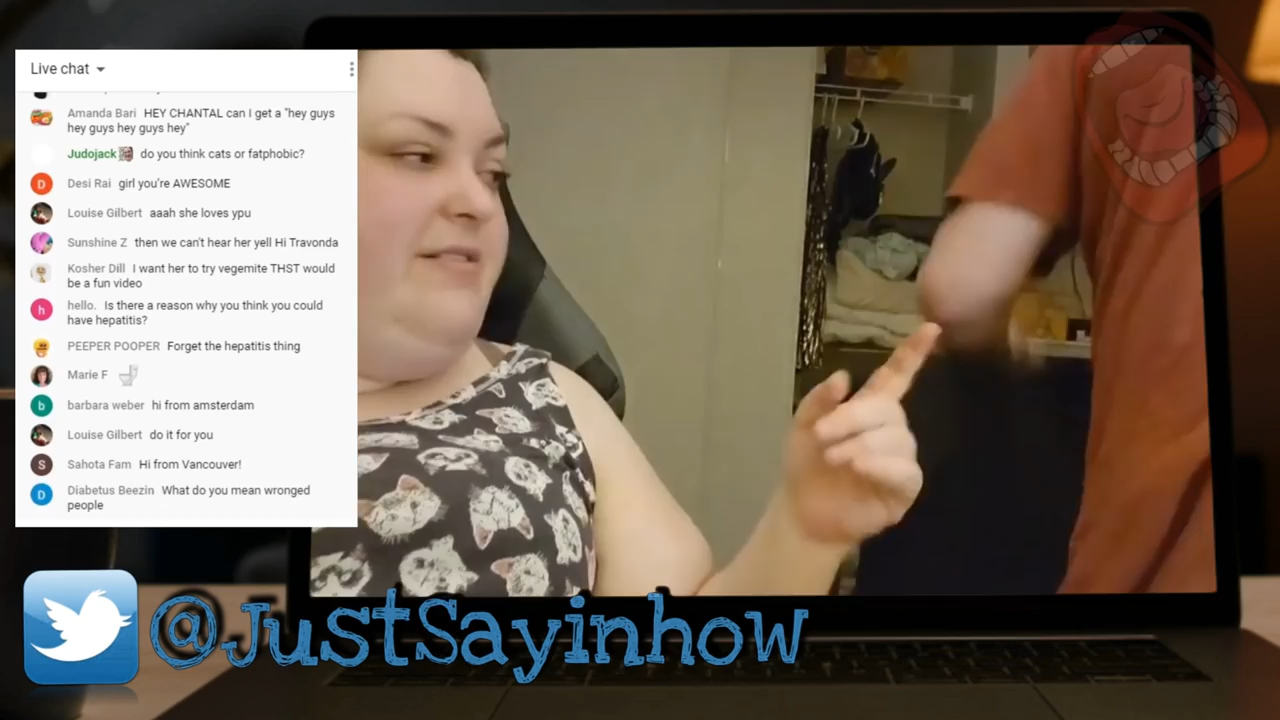 Live chat
Amanda Bari HEY CHANTAL can I get a "hey guys
hey guys hey guys hey"
Judojack do you think cats or fatphobic?
Desi Rai girl you're AWESOME
Louise Gilbert aaah she loves ypu
Sunshine Z then we can't hear her yell Hi Travonda
Kosher Dill I want her to try vegemite THST would
be a fun video
h hello. Is there a reason why you think you could
have hepatitis?
PEEPER POOPER Forget the hepatitis thing
Marie F
b barbara weber hi from amsterdam
Louise Gilbert do it for you
S Sahota Fam Hi from Vancouver!
D Diabetus Beezin What do you mean wronged
people
@JustSayinhow